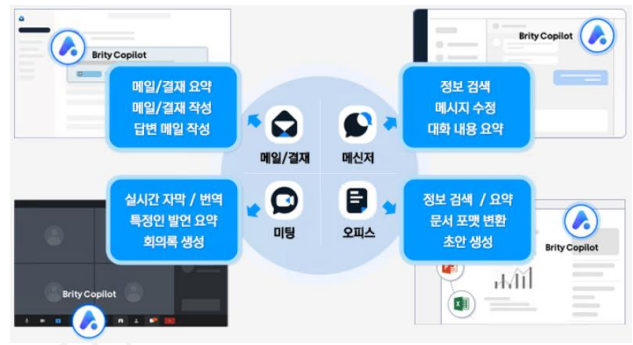 Brity Copilot
메일/결재 요약
메일/결재 작성
답변 메일 작성
Brity Copilot
정보 검색
메시지 수정
대화 내용 요약
메일/결재
메신저
실시간 자막 / 번역
특정인 발언 요약
회의록 생성
미팅
오피스
정보 검색 / 요약
문서 포맷 변환
초안 생성
Brity Copilot
Brity Copilot